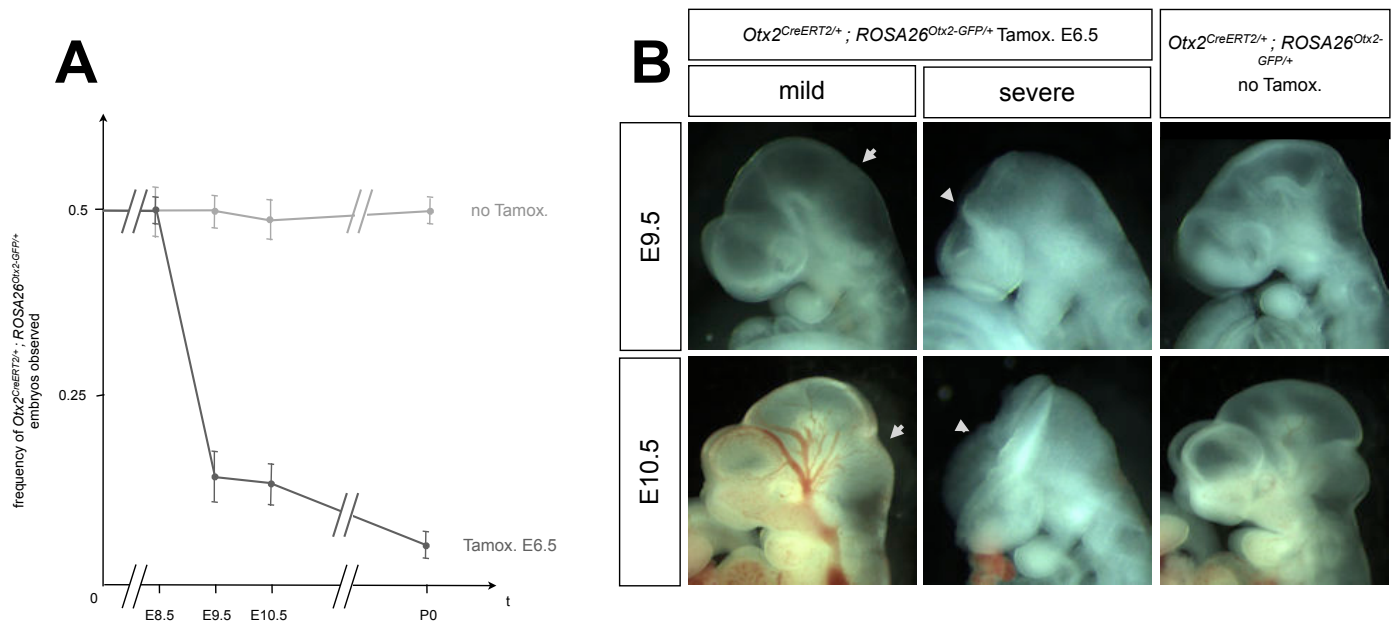 A
0.5
0.25
0
frequency of Otx2CreERT2/+ ; ROSA26Otx2-GFP/+
embryos observed
no Tamox.
Tamox. E6.5
E8.5 E9.5 E10.5 P0
t
B
Otx2CreERT2/+ ; ROSA26Otx2-GFP/+ Tamox. E6.5
mild
severe
Otx2CreERT2/+ ; ROSA26Otx2-
GFP/+
no Tamox.
E9.5
E10.5